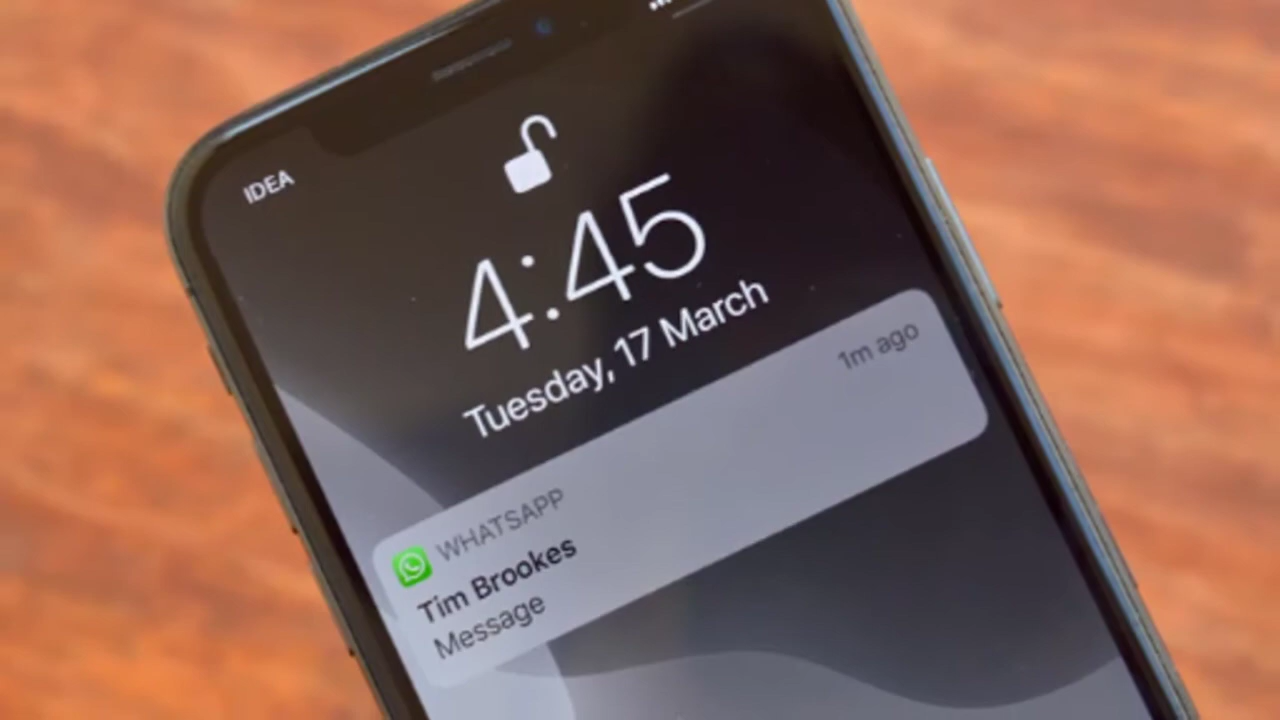 IDEA
4:45
Tuesday, 17 March
WHATSAPP
1m ago
Tim Brookes
Message